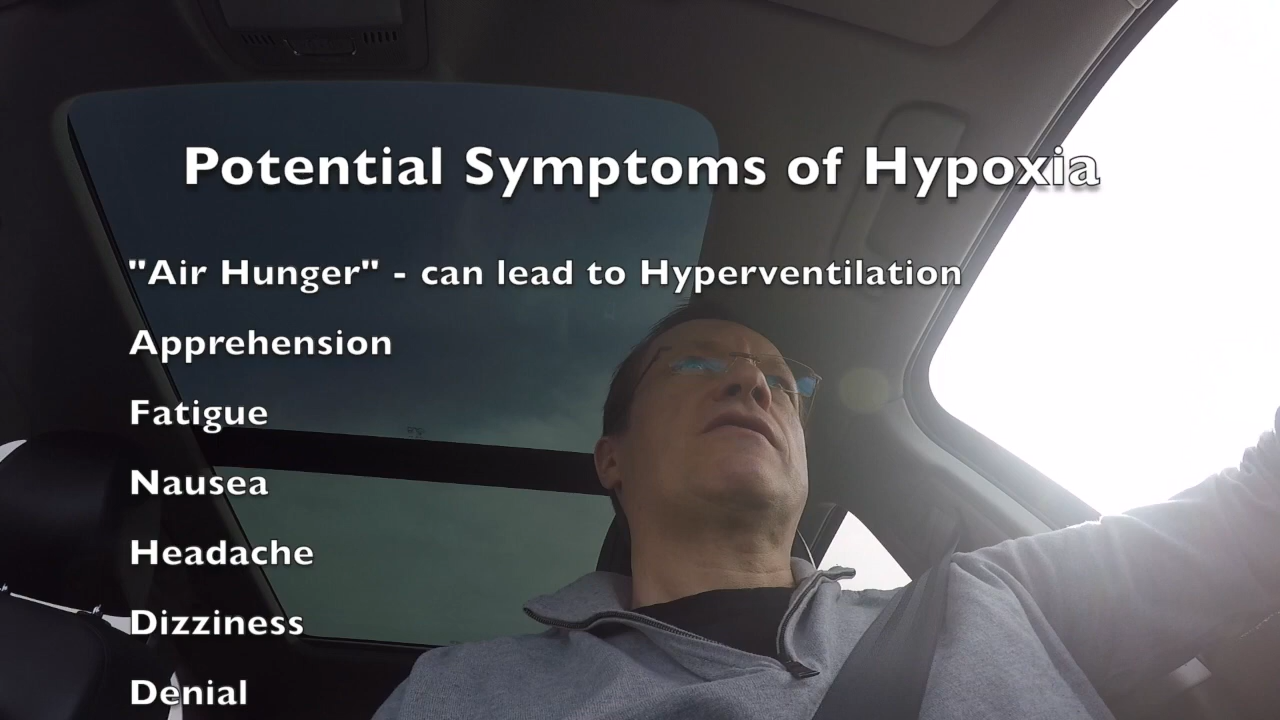 Potential Symptoms of Hypoxia
"Air Hunger" - can lead to Hyperventilation
Apprehension
Fatigue
Nausea
Headache
Dizziness
Denial